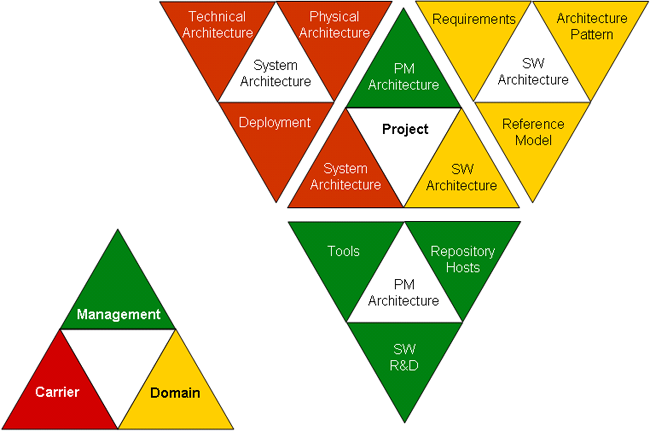 Technical
Architecture
Physical
Architecture
System
Architecture
Deployment
PM
Architecture
Project
System
Architecture
SW
Architecture
Requirements
Architecture
Pattern
SW
Architecture
Reference
Model
Tools
Repository
Hosts
PM
Architecture
SW
R&D
Management
Carrier
Domain